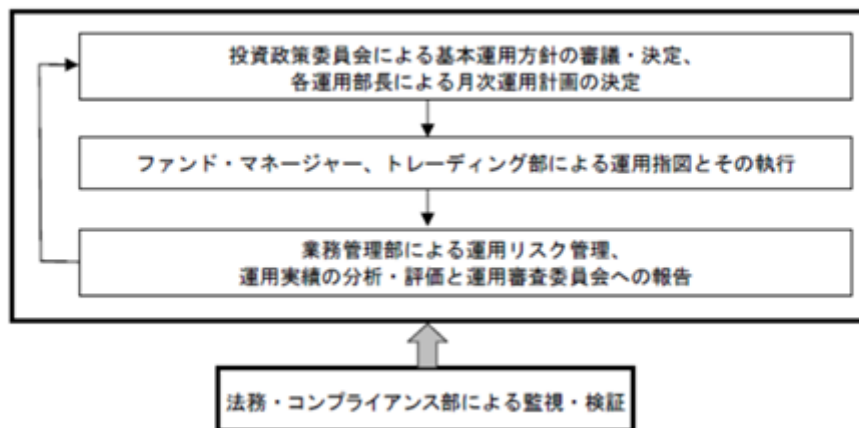 投資政策委員会による基本運用方針の審議・決定、
各運用部長による月次運用計画の決定
ファンド・マネージャー、トレーディング部による運用指図とその執行
業務管理部による運用リスク管理、
運用実績の分析・評価と運用審査委員会への報告
法務・コンプライアンス部による監視・検証